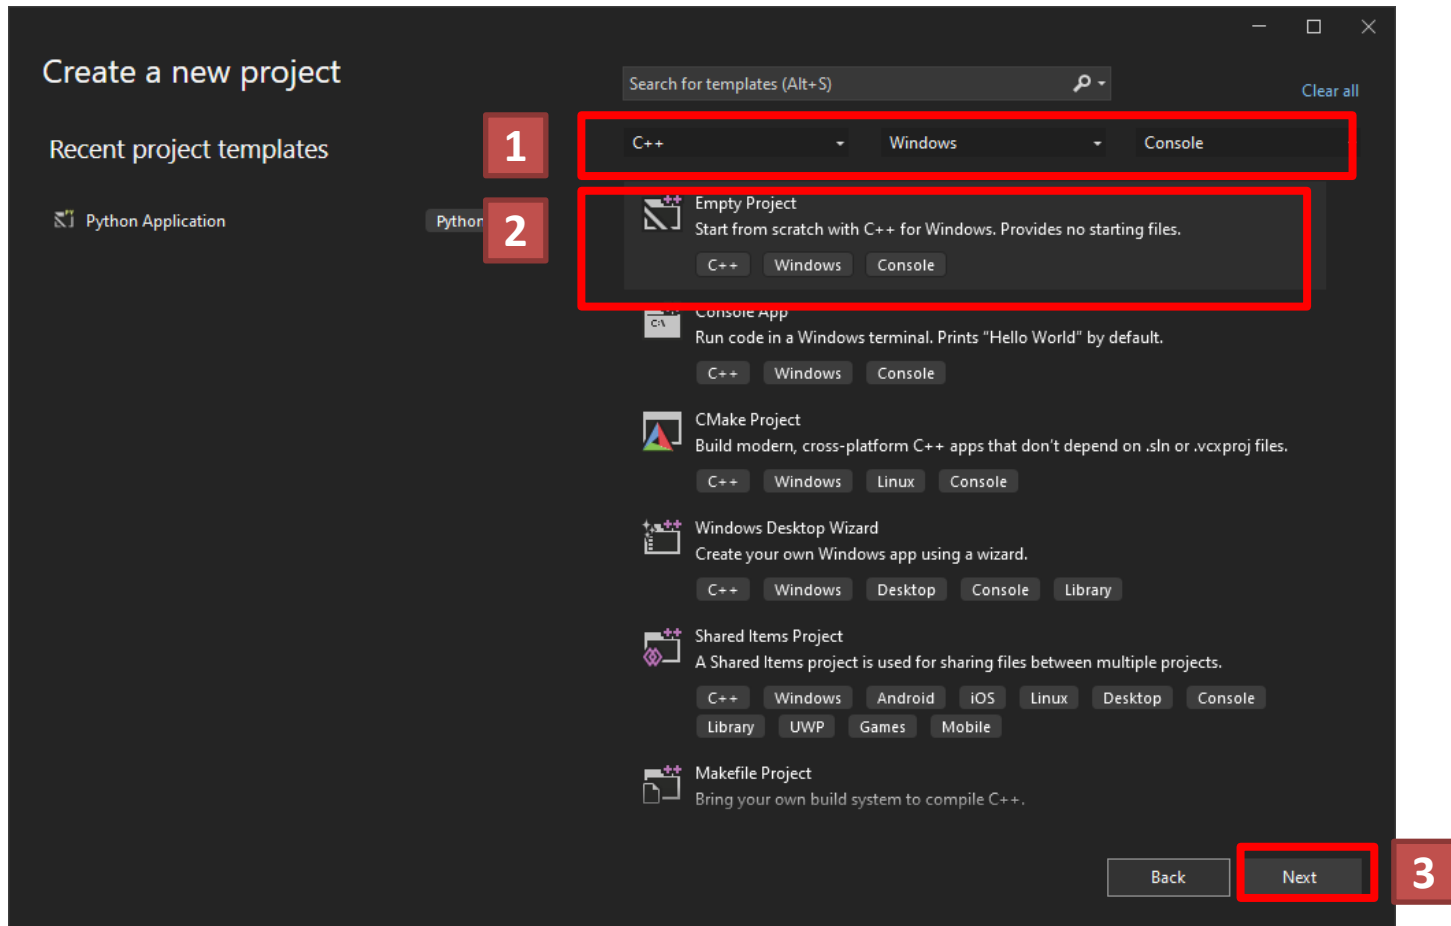 Create a new project
Search for templates (Alt+S)
Clear all
Recent project templates
1
C++
Windows
Console
Python Application
Python
2
Empty Project
Start from scratch with C++ for Windows. Provides no starting files.
C++ Windows Console
Console App
Run code in a Windows terminal. Prints "Hello World" by default.
C++ Windows Console
CMake Project
Build modern, cross-platform C++ apps that don't depend on .sln or .vcxproj files.
C++ Windows Linux Console
Windows Desktop Wizard
Create your own Windows app using a wizard.
C++ Windows Desktop Console Library
Shared Items Project
A Shared Items project is used for sharing files between multiple projects.
C++ Windows Android iOS Linux Desktop Console
Library UWP Games Mobile
Makefile Project
Bring your own build system to compile C++.
Back
Next
3